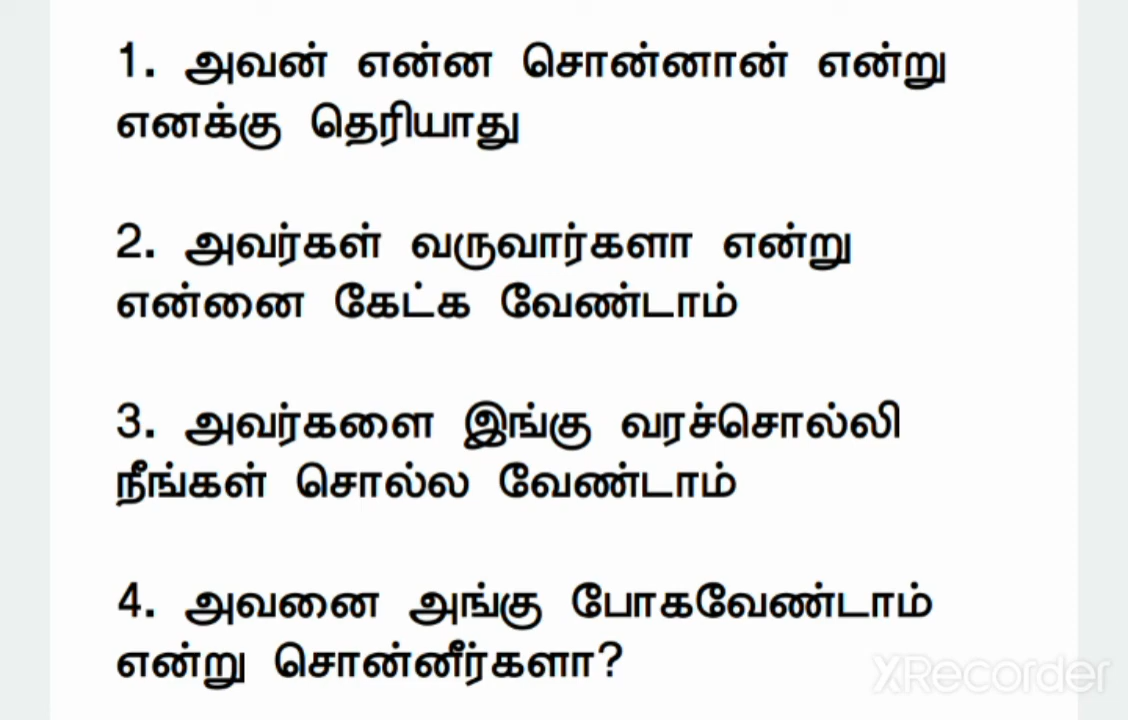 1. அவன் என்ன சொன்னான் என்று
எனக்கு தெரியாது
2. அவர்கள் வருவார்களா என்று
என்னை கேட்க வேண்டாம்
3. அவர்களை இங்கு வரச்சொல்லி
நீங்கள் சொல்ல வேண்டாம்
4. அவனை அங்கு போகவேண்டாம்
என்று சொன்னீர்களா?
XRecorder